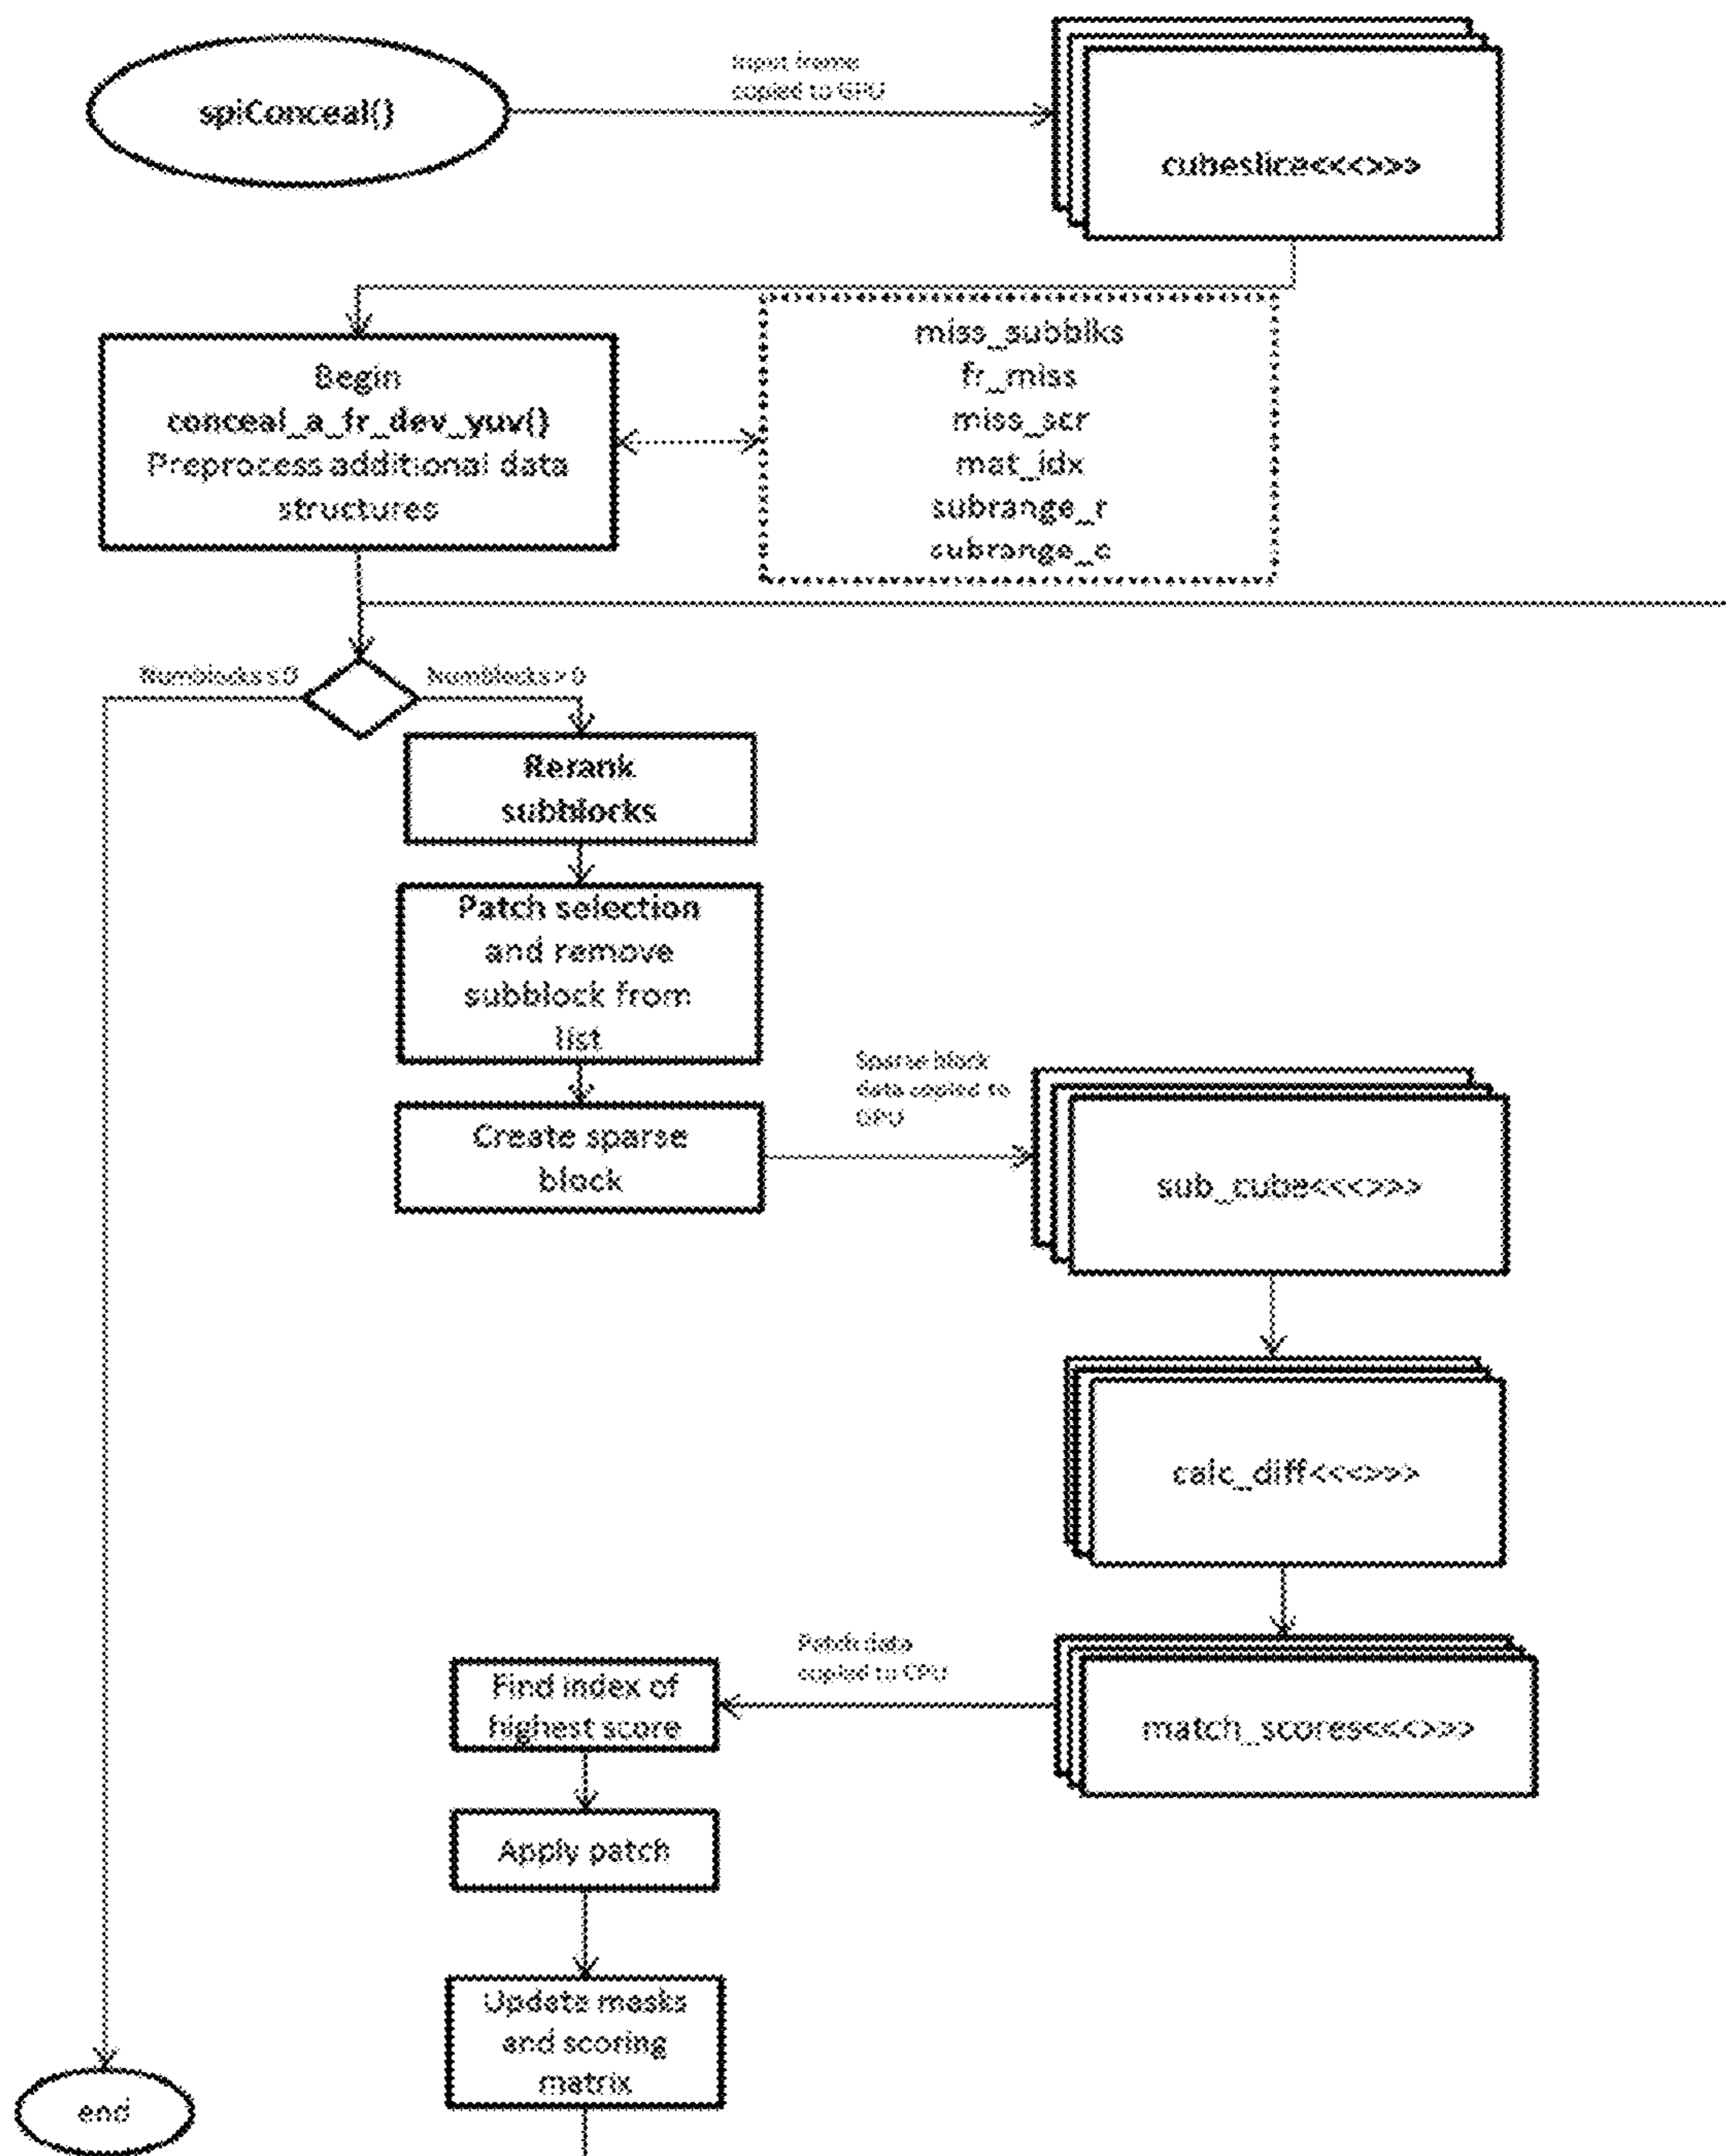 spiConceal()
Input frame
copied to GPU
cubeslice<<<>>>
Begin
conceal_a_fr_dev_yuv()
Preprocess additional data
structures
miss_subblks
fr_miss
miss_scr
mat_idx
subrange_r
subrange_c
Numblocks ≤ 0
Numblocks > 0
Rerank
subblocks
Patch selection
and remove
subblock from
list
Create sparse
block
Sparse block
data copied to
GPU
sub_cube<<<>>>
calc_diff<<<>>>
match_scores<<<>>>
Patch data
copied to CPU
Find index of
highest score
Apply patch
Update masks
and scoring
matrix
end